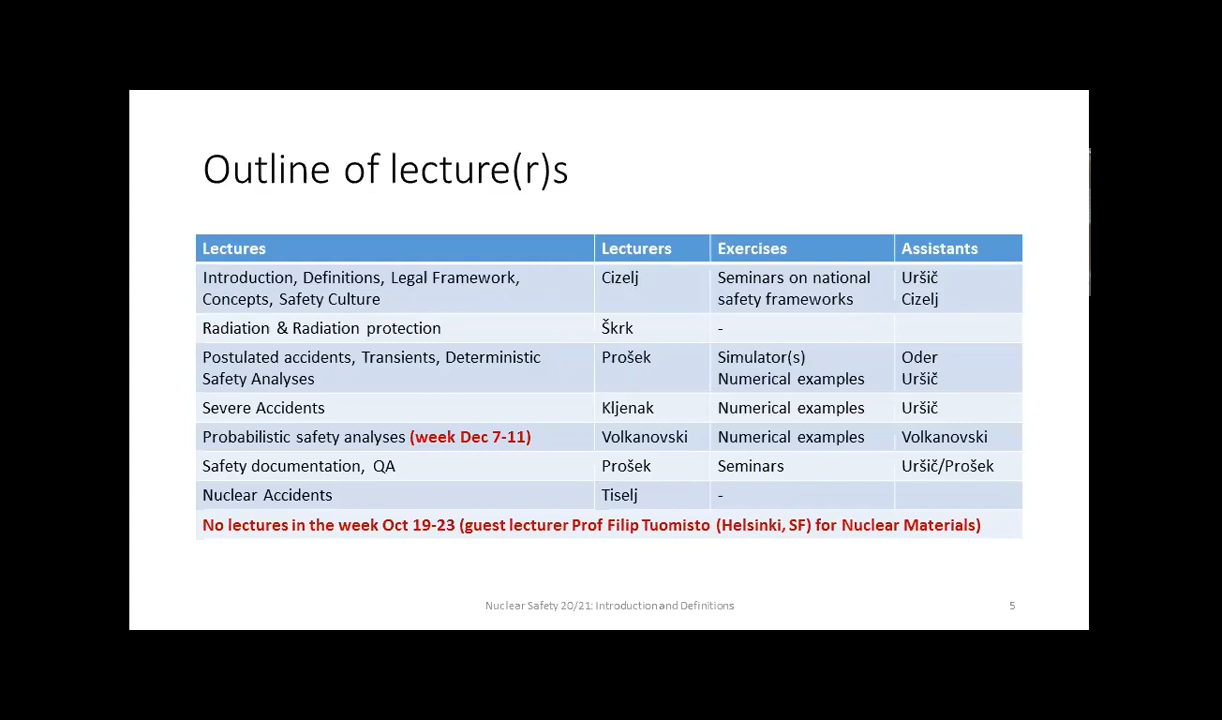 Outline of lecture(r)s
Lectures Lecturers Exercises Assistants
Introduction, Definitions, Legal Framework, Cizelj Seminars on national Uršič
Concepts, Safety Culture safety frameworks Cizelj
Radiation & Radiation protection Škrk -
Postulated accidents, Transients, Deterministic Prošek Simulator(s) Oder
Safety Analyses Numerical examples Uršič
Severe Accidents Kljenak Numerical examples Uršič
Probabilistic safety analyses (week Dec 7-11) Volkanovski Numerical examples Volkanovski
Safety documentation, QA Prošek Seminars Uršič/Prošek
Nuclear Accidents Tiselj -
No lectures in the week Oct 19-23 (guest lecturer Prof Filip Tuomisto (Helsinki, SF) for Nuclear Materials)
Nuclear Safety 20/21: Introduction and Definitions 5